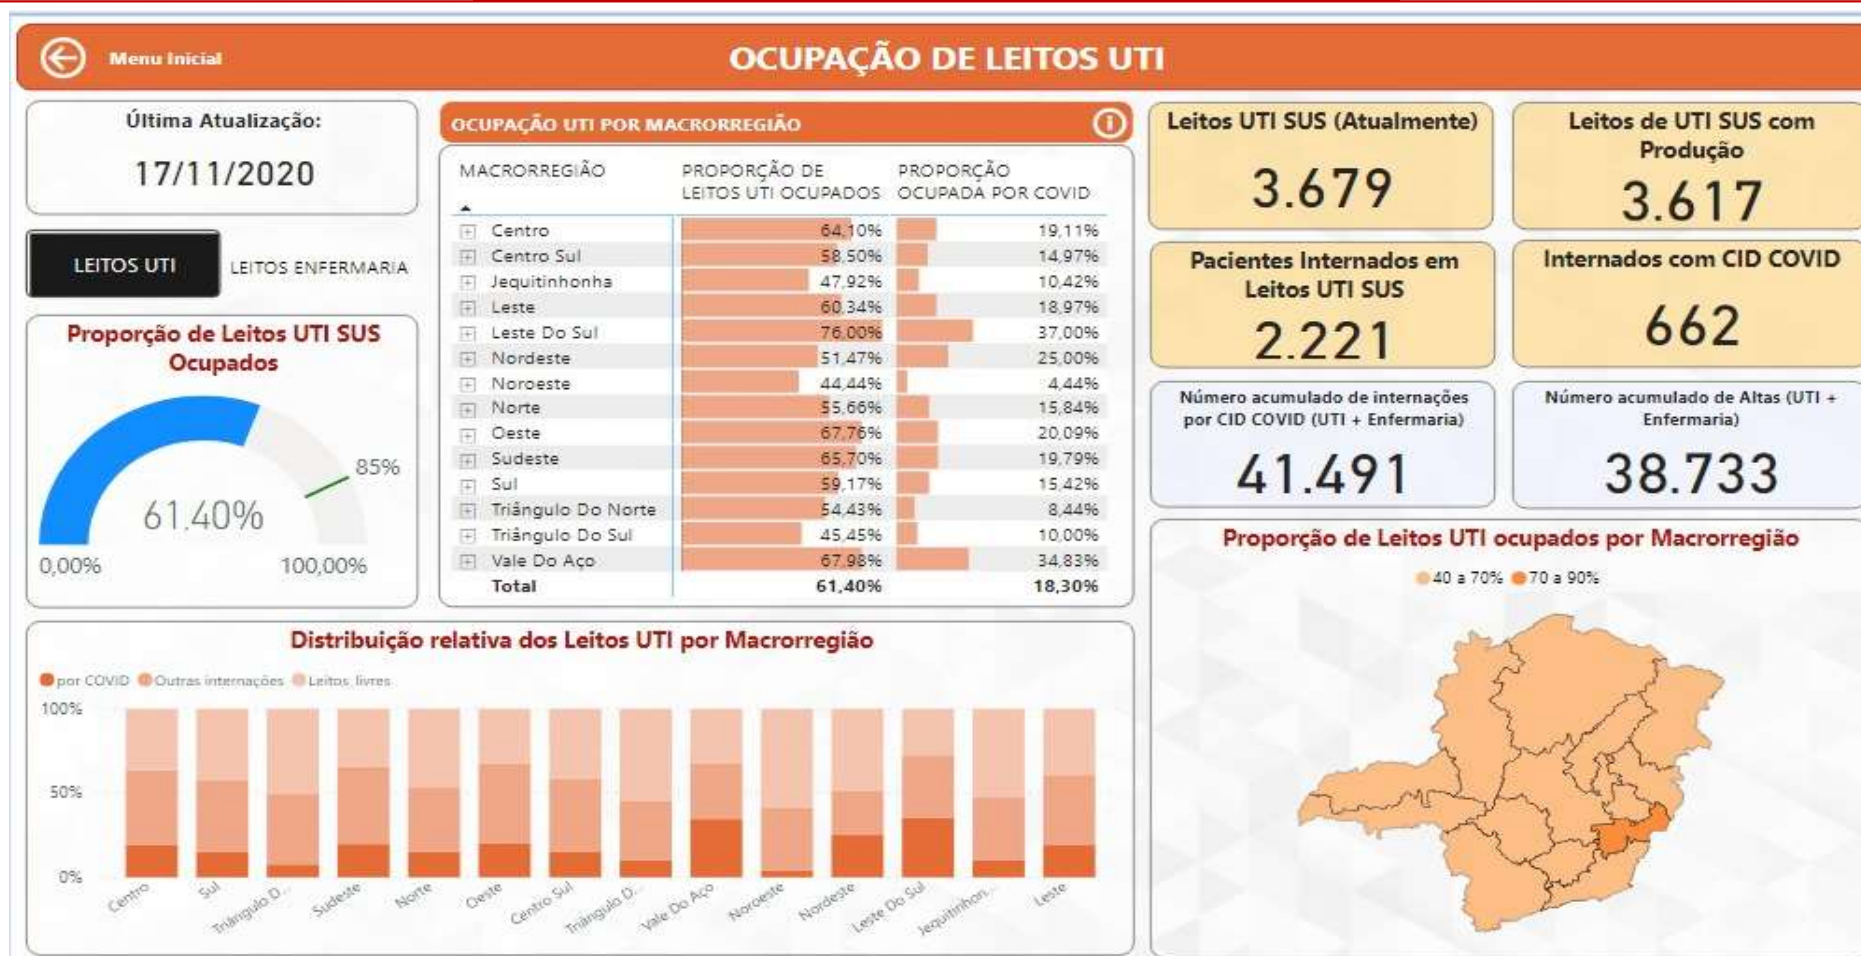 Menu Inicial
OCUPAÇÃO DE LEITOS UTI
Última Atualização:
17/11/2020
LEITOS UTI
LEITOS ENFERMARIA
Proporção de Leitos UTI SUS
Ocupados
85%
61.40%
0,00%
100,00%
OCUPAÇÃO UTI POR MACRORREGIÃO
MACRORREGIÃO
PROPORÇÃO DE
LEITOS UTI OCUPADOS
PROPORÇÃO
OCUPADA POR COVID
Centro 64,10% 19,11%
Centro Sul 58,50% 14,97%
Jequitinhonha 47,92% 10,42%
Leste 60,34% 18,97%
Leste Do Sul 76,00% 37,00%
Nordeste 51,47% 25,00%
Noroeste 44,44% 4,44%
Norte 55,66% 15,84%
Oeste 67,76% 20,09%
Sudeste 65,70% 19,79%
Sul 59,17% 15,42%
Triângulo Do Norte 54,43% 8,44%
Triângulo Do Sul 45,45% 10,00%
Vale Do Aço 67,98% 34,83%
Total 61,40% 18,30%
Leitos UTI SUS (Atualmente)
3.679
Leitos de UTI SUS com
Produção
3.617
Pacientes Internados em
Leitos UTI SUS
2.221
Internados com CID COVID
662
Número acumulado de internações
por CID COVID (UTI + Enfermaria)
41.491
Número acumulado de Altas (UTI +
Enfermaria)
38.733
Distribuição relativa dos Leitos UTI por Macrorregião
por COVID Outras internações Leitos livres
100%
50%
0%
Centro
Sul
Triângulo D...
Sudeste
Norte
Oeste
Centro Sul
Triângulo D...
Vale Do Aço
Noroeste
Nordeste
Leste Do Sul
Jequitinhon...
Leste
Proporção de Leitos UTI ocupados por Macrorregião
40 a 70% 70 a 90%